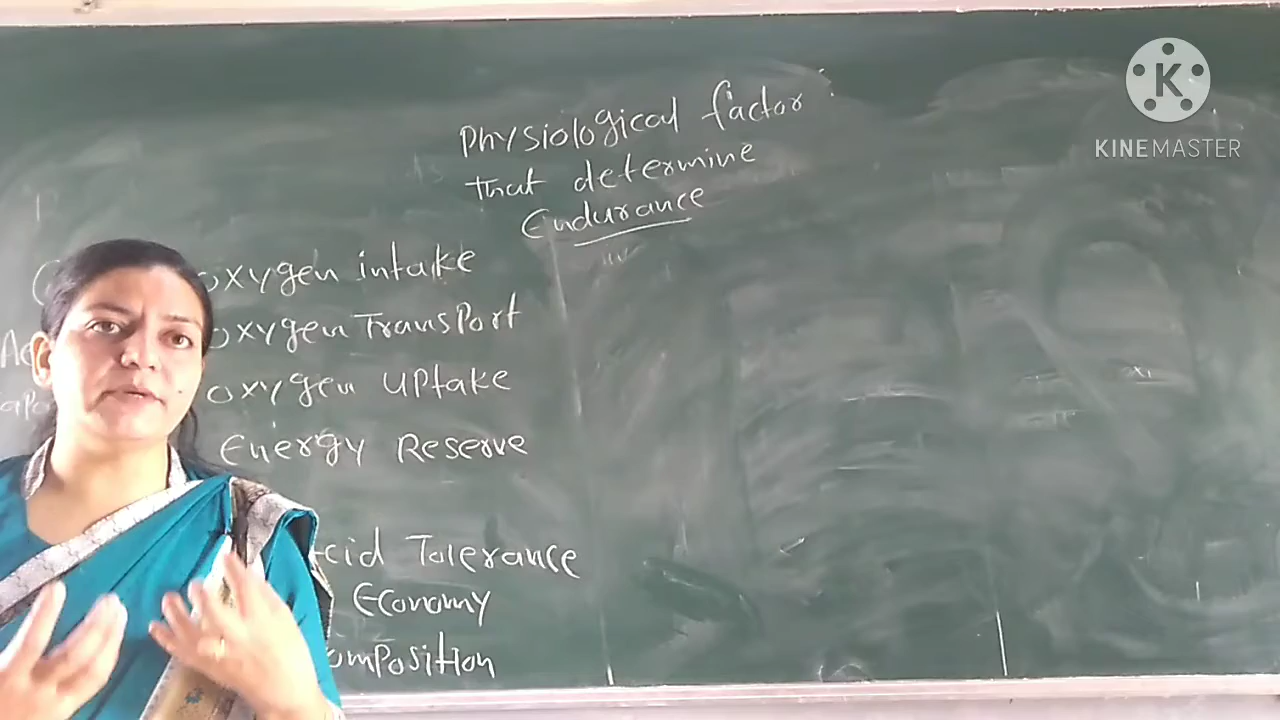 K
KINEMASTER
Physiological factor :
that determine
Endurance
oxygen intake
oxygen Transport
oxygen uptake
Energy Reserve
cid Tolerance
Economy
omposition